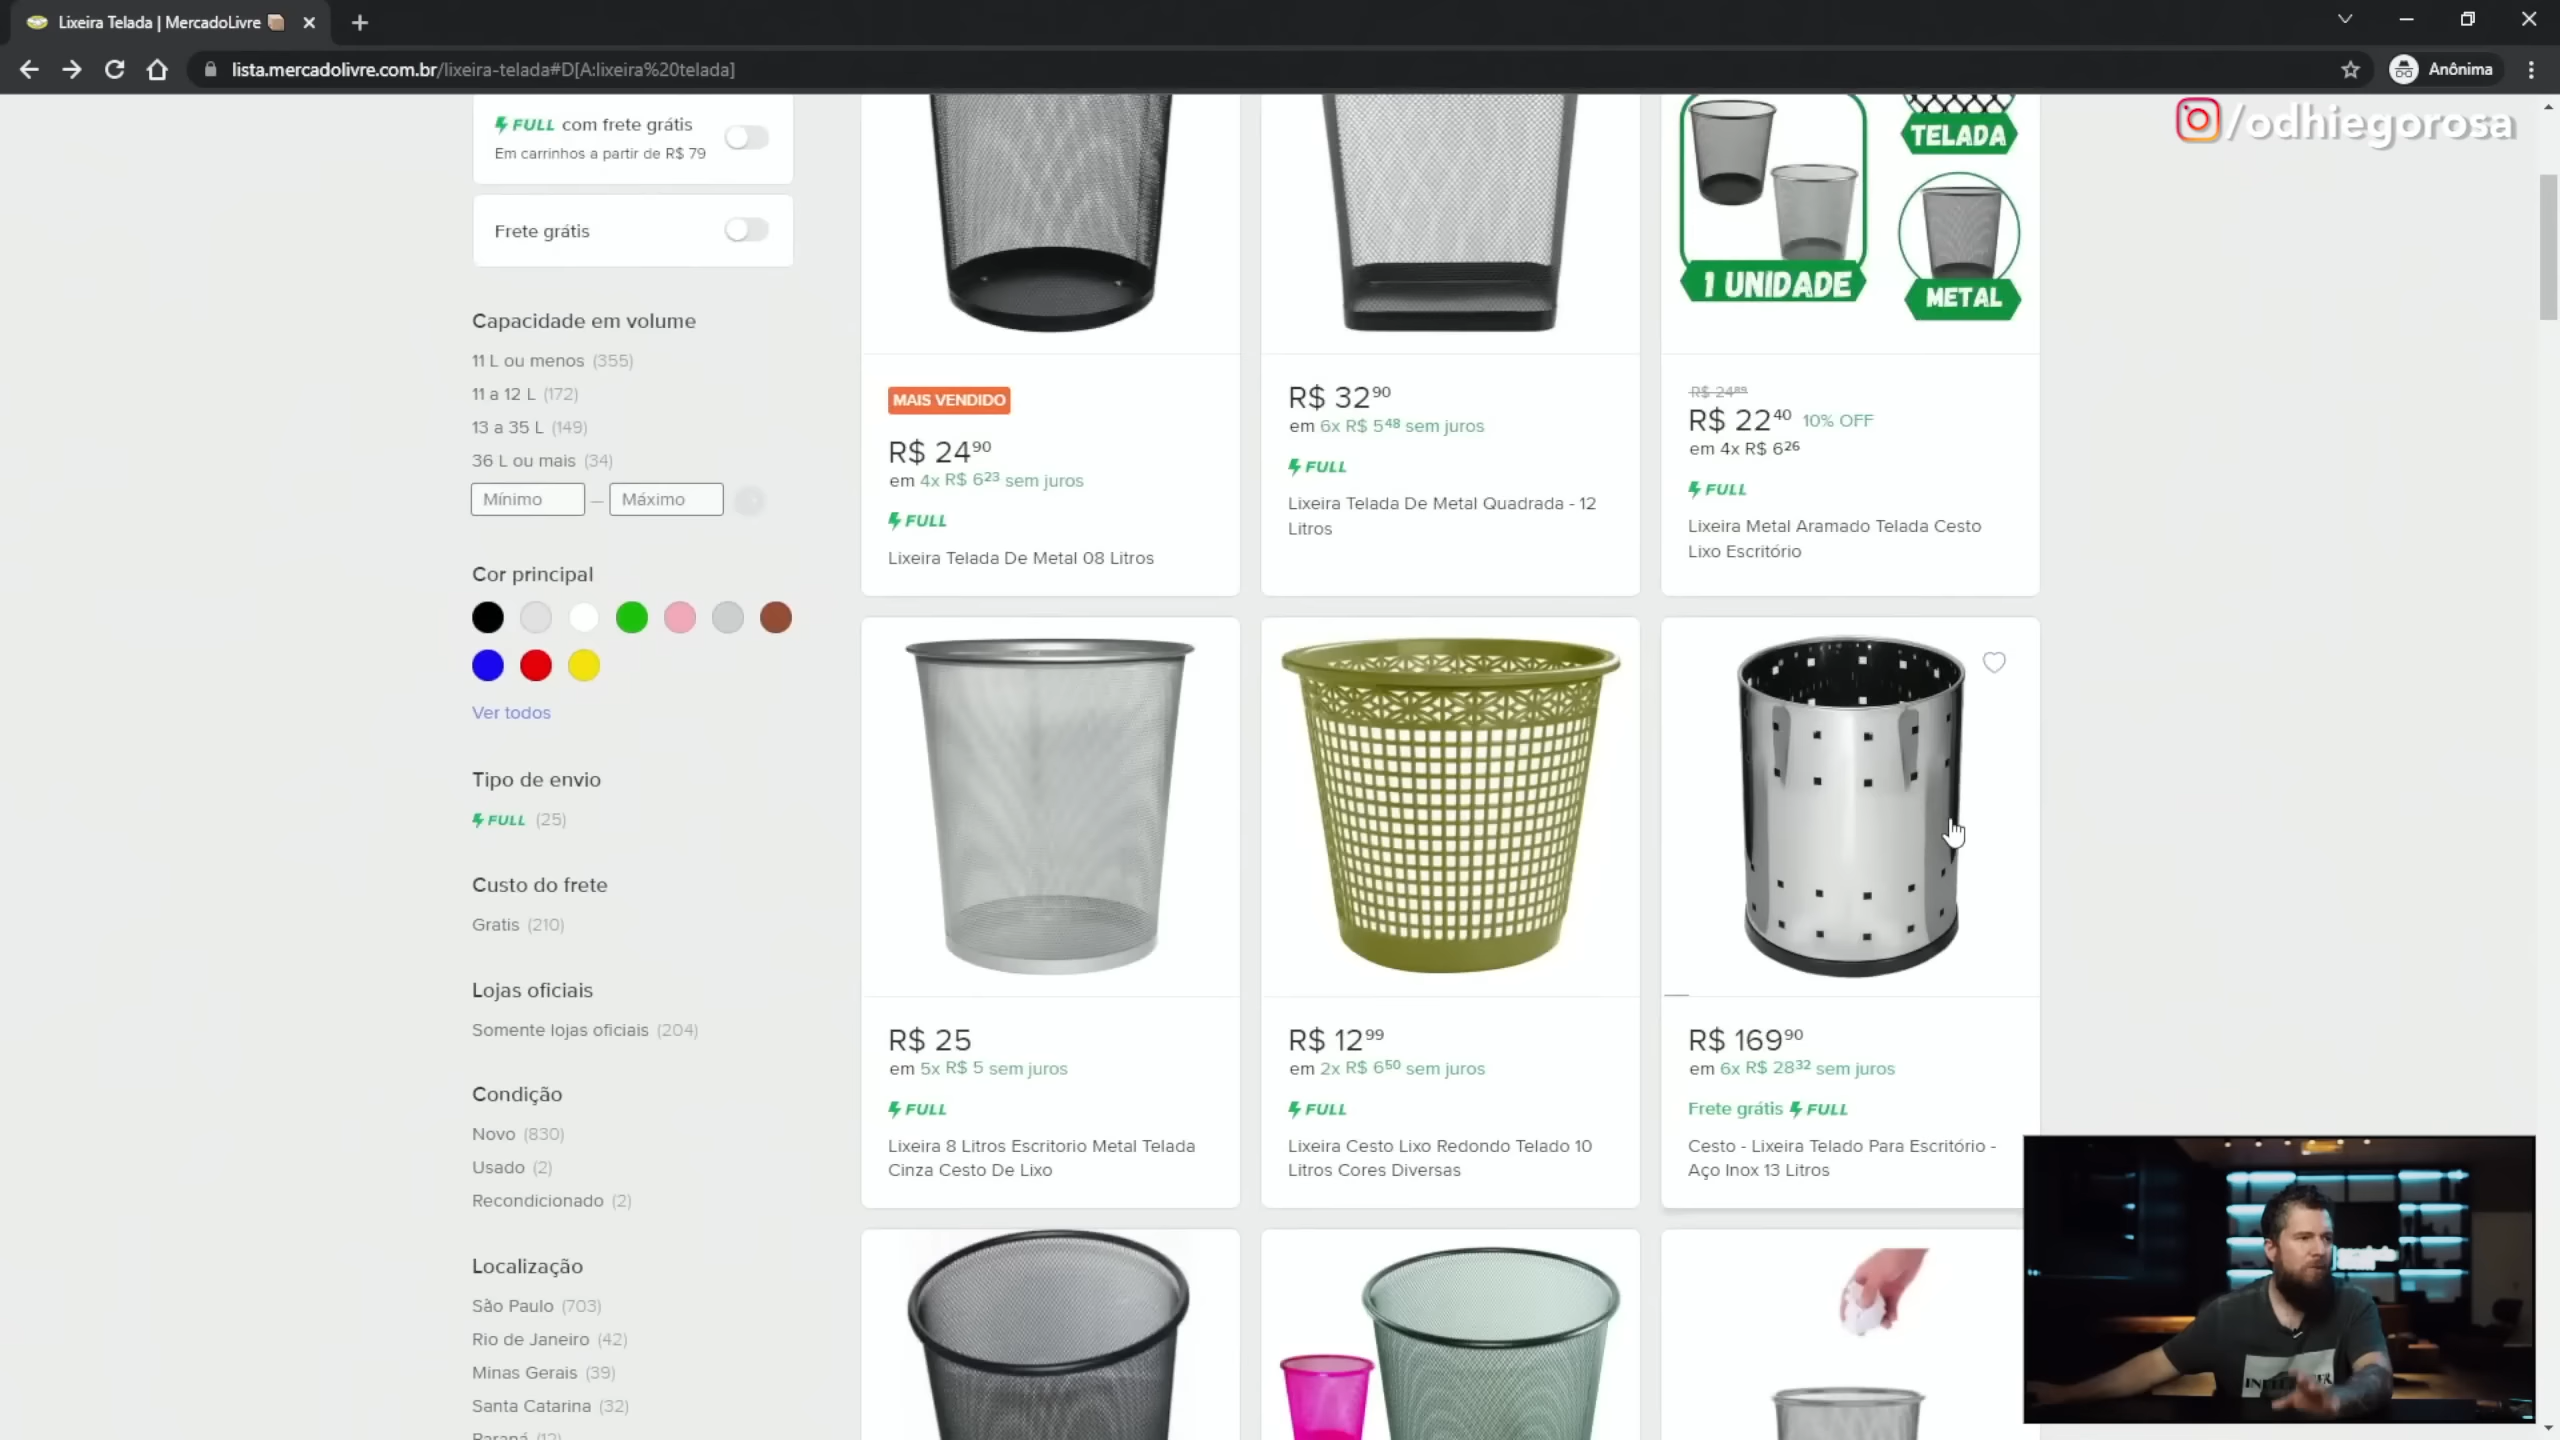 Lixeira Telada | MercadoLivre
lista.mercadolivre.com.br/lixeira-telada#D[A:lixeira%20telada]
Anônima
/odhiegorosa
FULL com frete grátis
Em carrinhos a partir de R$ 79
Frete grátis
Capacidade em volume
11 L ou menos (355)
11 a 12 L (172)
13 a 35 L (149)
36 L ou mais (34)
Mínimo — Máximo
Cor principal
Ver todos
Tipo de envio
FULL (25)
Custo do frete
Gratis (210)
Lojas oficiais
Somente lojas oficiais (204)
Condição
Novo (830)
Usado (2)
Recondicionado (2)
Localização
São Paulo (703)
Rio de Janeiro (42)
Minas Gerais (39)
Santa Catarina (32)
Paraná (12)
MAIS VENDIDO
R$ 2490
em 4x R$ 623 sem juros
FULL
Lixeira Telada De Metal 08 Litros
R$ 3290
em 6x R$ 548 sem juros
FULL
Lixeira Telada De Metal Quadrada - 12
Litros
TELADA
1 UNIDADE
METAL
R$ 2489
R$ 2240 10% OFF
em 4x R$ 626
FULL
Lixeira Metal Aramado Telada Cesto
Lixo Escritório
R$ 25
em 5x R$ 5 sem juros
FULL
Lixeira 8 Litros Escritorio Metal Telada
Cinza Cesto De Lixo
R$ 1299
em 2x R$ 650 sem juros
FULL
Lixeira Cesto Lixo Redondo Telado 10
Litros Cores Diversas
R$ 16990
em 6x R$ 2832 sem juros
Frete grátis FULL
Cesto - Lixeira Telado Para Escritório -
Aço Inox 13 Litros